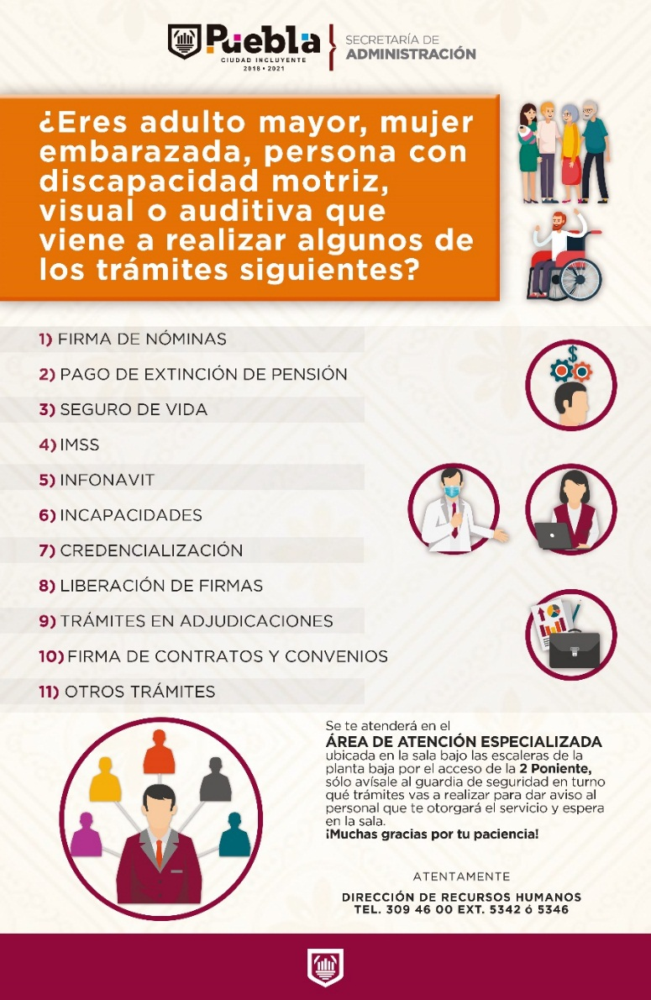 Puebla
CIUDAD INCLUYENTE
2018 • 2021
SECRETARÍA DE
ADMINISTRACIÓN
¿Eres adulto mayor, mujer
embarazada, persona con
discapacidad motriz,
visual o auditiva que
viene a realizar algunos de
los trámites siguientes?
1) FIRMA DE NÓMINAS
2) PAGO DE EXTINCIÓN DE PENSIÓN
3) SEGURO DE VIDA
4) IMSS
5) INFONAVIT
6) INCAPACIDADES
7) CREDENCIALIZACIÓN
8) LIBERACIÓN DE FIRMAS
9) TRÁMITES EN ADJUDICACIONES
10) FIRMA DE CONTRATOS Y CONVENIOS
11) OTROS TRÁMITES
$
Se te atenderá en el
ÁREA DE ATENCIÓN ESPECIALIZADA
ubicada en la sala bajo las escaleras de la
planta baja por el acceso de la 2 Poniente,
sólo avísale al guardia de seguridad en turno
qué trámites vas a realizar para dar aviso al
personal que te otorgará el servicio y espera
en la sala.
¡Muchas gracias por tu paciencia!
ATENTAMENTE
DIRECCIÓN DE RECURSOS HUMANOS
TEL. 309 46 00 EXT. 5342 ó 5346